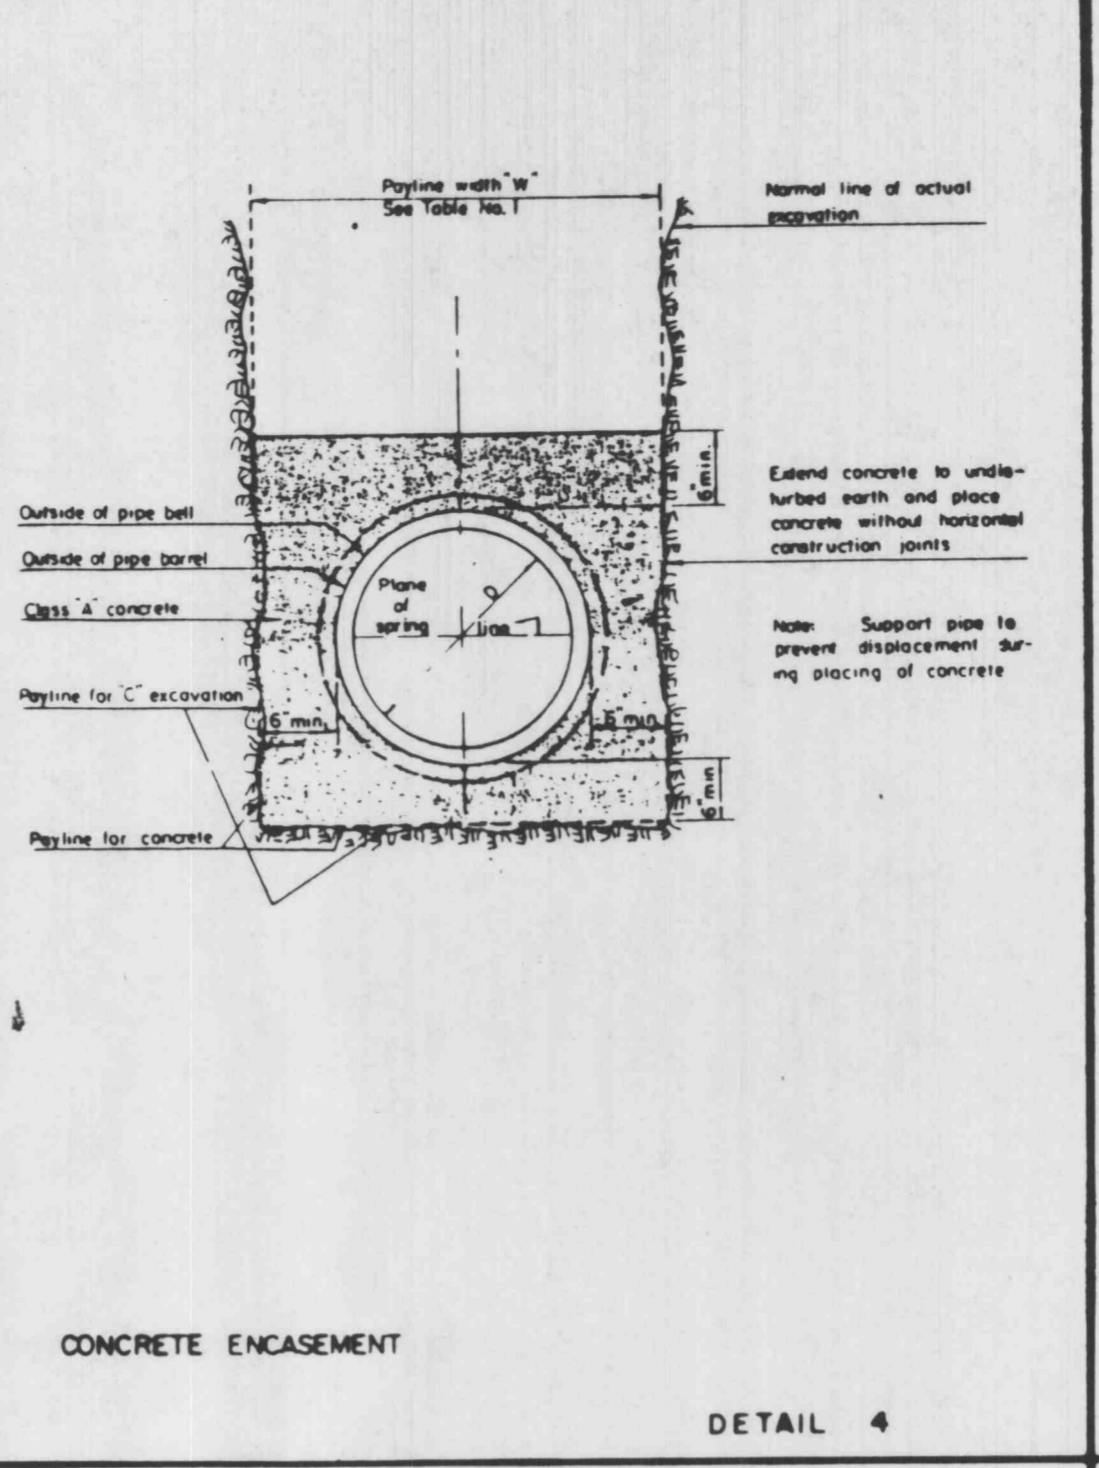 Payline width "W"
See Table No. 1
Normal line of actual
excavation
6" min.
Extend concrete to undis-
turbed earth and place
concrete without horizontal
construction joints
Outside of pipe bell
Outside of pipe barrel
Class "A" concrete
Plane
of
spring
line
D
Note: Support pipe to
prevent displacement dur-
ing placing of concrete
Payline for "C" excavation
6" min.
6" min.
6" min
Payline for concrete
CONCRETE ENCASEMENT
DETAIL 4